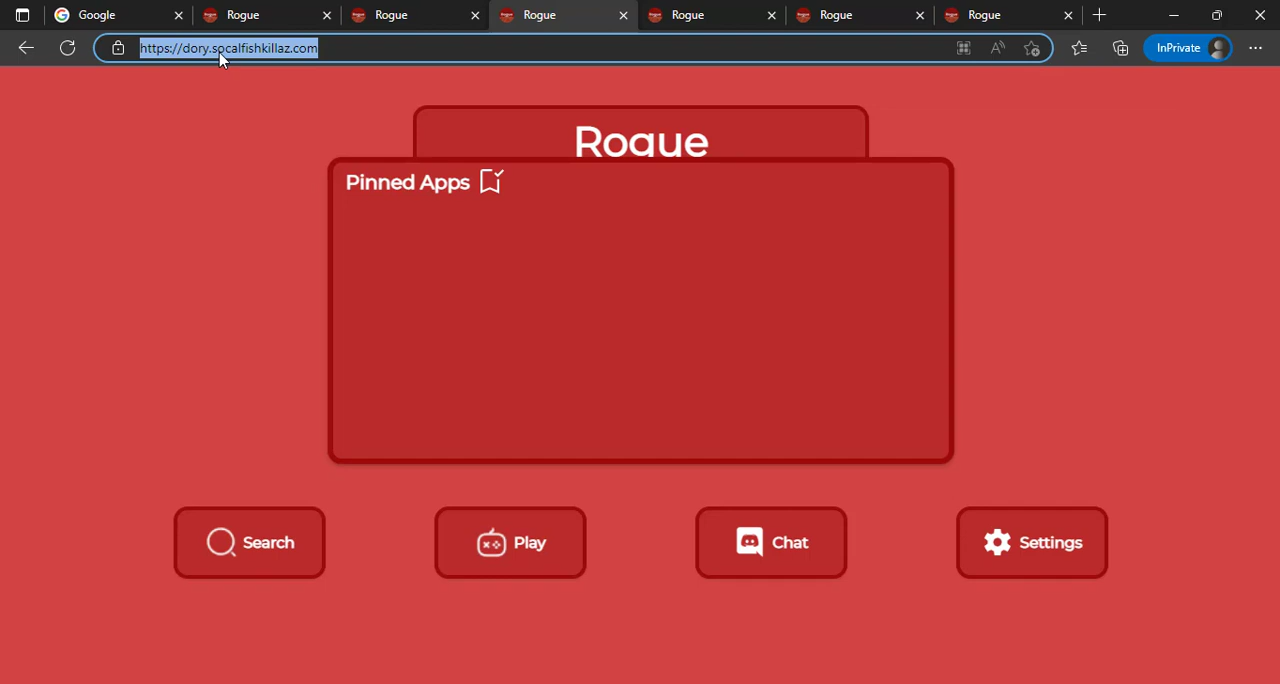 Google Rogue Rogue Rogue Rogue Rogue Rogue
https://dory.socalfishkillaz.com InPrivate
Rogue
Pinned Apps
Search Play Chat Settings